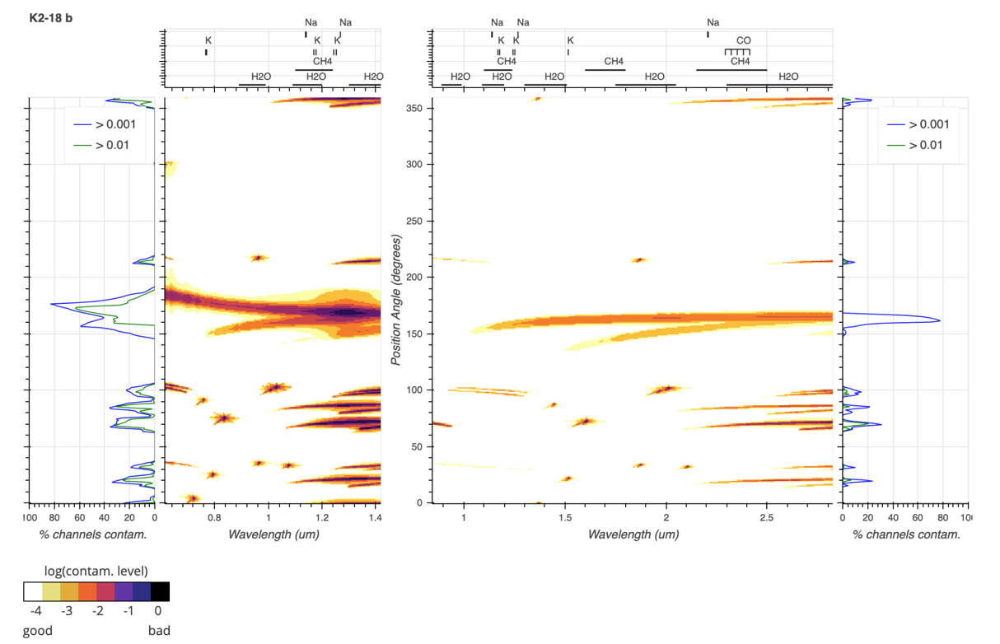 K2-18 b
Na Na
K K K
CH4
H2O H2O H2O
Na Na Na
K K K CO
CH4 CH4 CH4
H2O H2O H2O H2O H2O
> 0.001
> 0.01
> 0.001
> 0.01
350
300
250
200
150
100
50
0
Position Angle (degrees)
100 80 60 40 20 0
0.8 1 1.2 1.4
1 1.5 2 2.5
0 20 40 60 80 10
% channels contam.
Wavelength (um)
Wavelength (um)
% channels contam.
log(contam. level)
-4 -3 -2 -1 0
good bad